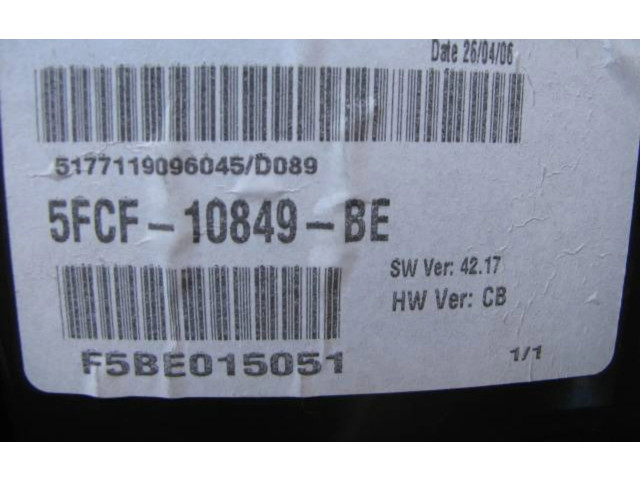 Date 26/04/06
5177119096045/D089
5FCF-10849-BE
SW Ver: 42.17
HW Ver: CB
F5BE015051
1/1